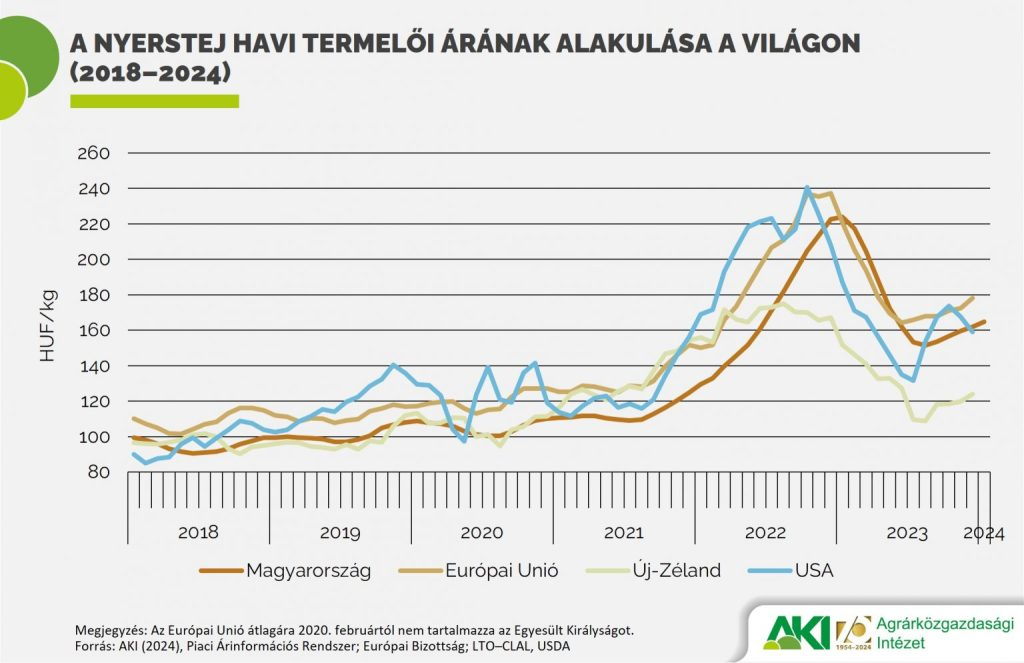 A NYERSTEJ HAVI TERMELŐI ÁRÁNAK ALAKULÁSA A VILÁGON
(2018–2024)
HUF/kg
260
240
220
200
180
160
140
120
100
80
2018 2019 2020 2021 2022 2023 2024
Magyarország Európai Unió Új-Zéland USA
Megjegyzés: Az Európai Unió átlagára 2020. februártól nem tartalmazza az Egyesült Királyságot.
Forrás: AKI (2024), Piaci Árinformációs Rendszer; Európai Bizottság; LTO–CLAL, USDA
AKI 70 Agrárközgazdasági
1954-2024 Intézet